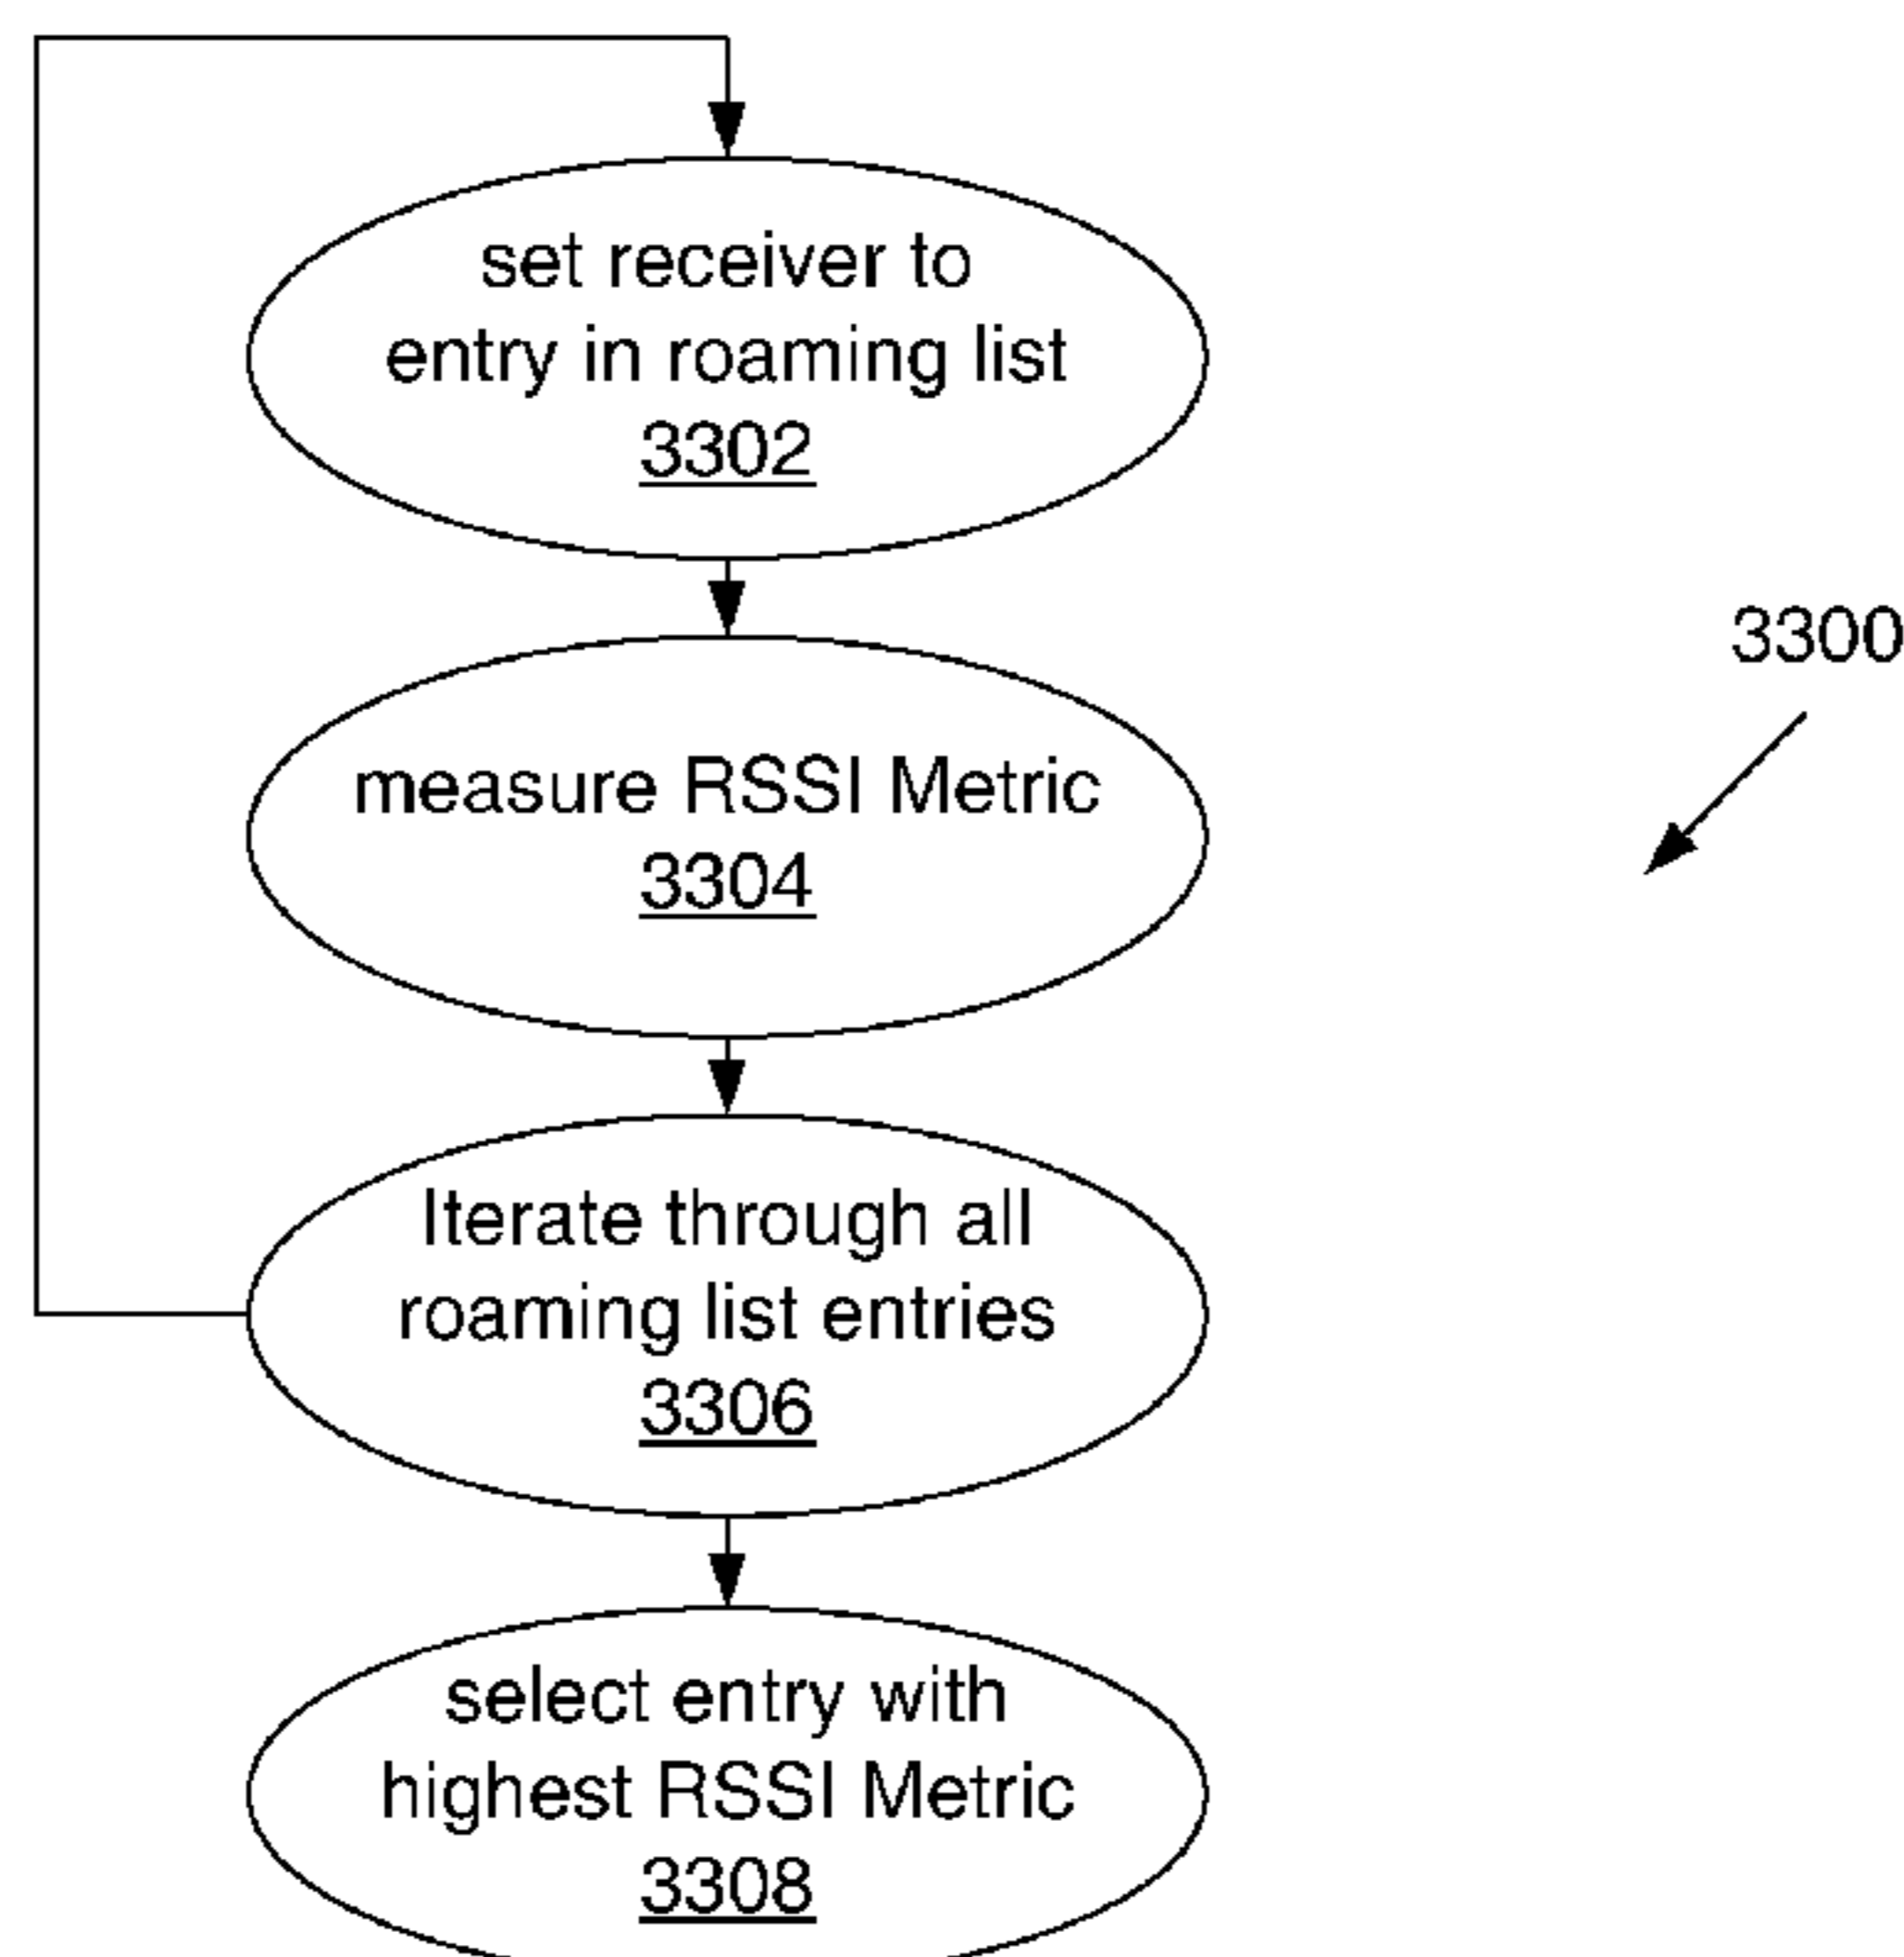 set receiver to
entry in roaming list
3302
measure RSSI Metric
3304
3300
Iterate through all
roaming list entries
3306
select entry with
highest RSSI Metric
3308